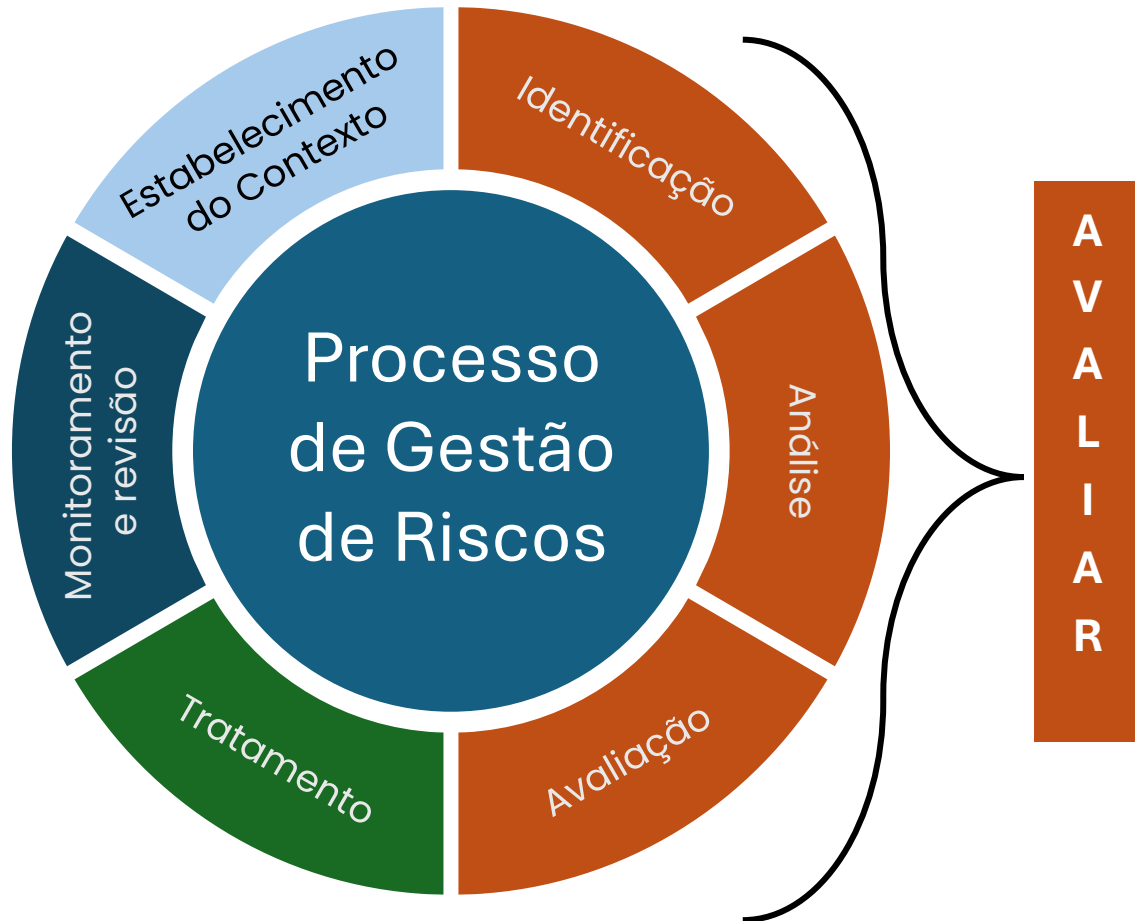 Estabelecimento
do Contexto
Identificação
Análise
Avaliação
Tratamento
Monitoramento
e revisão
Processo
de Gestão
de Riscos
A
V
A
L
I
A
R